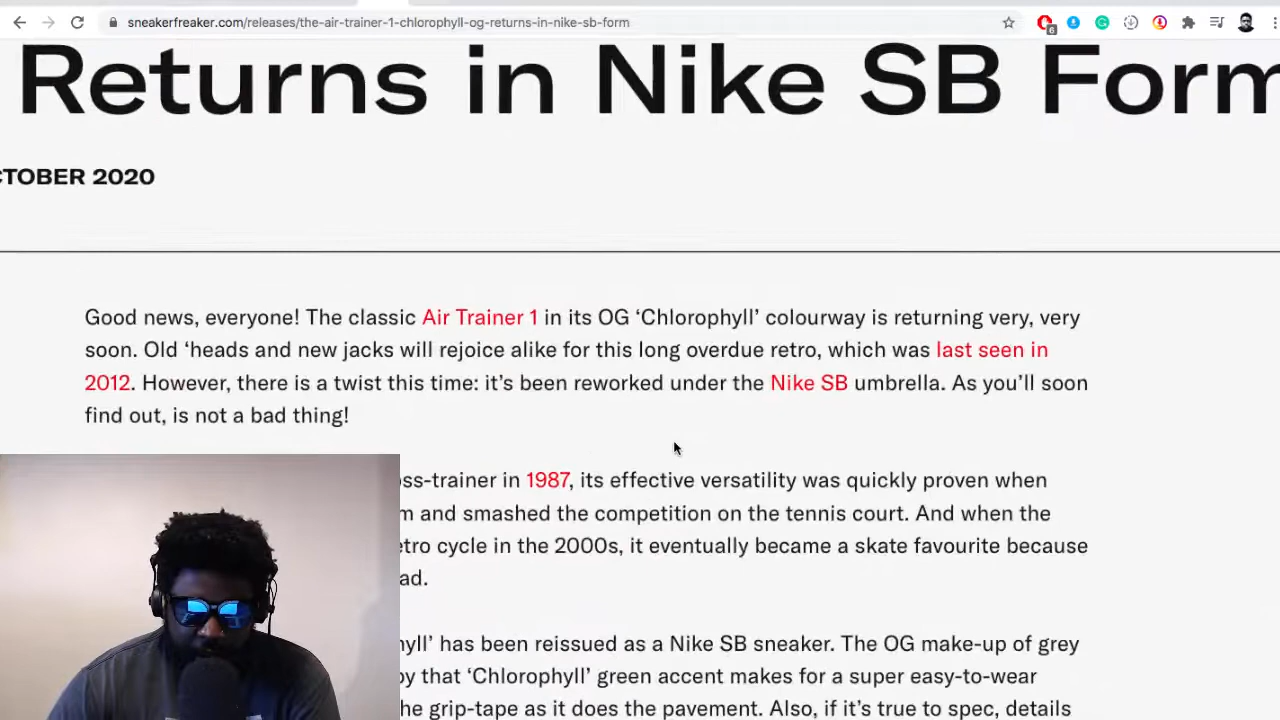 sneakerfreaker.com/releases/the-air-trainer-1-chlorophyll-og-returns-in-nike-sb-form
6
Returns in Nike SB Form
CTOBER 2020
Good news, everyone! The classic Air Trainer 1 in its OG ‘Chlorophyll’ colourway is returning very, very
soon. Old ‘heads and new jacks will rejoice alike for this long overdue retro, which was last seen in
2012. However, there is a twist this time: it’s been reworked under the Nike SB umbrella. As you’ll soon
find out, is not a bad thing!
oss-trainer in 1987, its effective versatility was quickly proven when
m and smashed the competition on the tennis court. And when the
etro cycle in the 2000s, it eventually became a skate favourite because
ad.
hyll’ has been reissued as a Nike SB sneaker. The OG make-up of grey
by that ‘Chlorophyll’ green accent makes for a super easy-to-wear
he grip-tape as it does the pavement. Also, if it’s true to spec, details